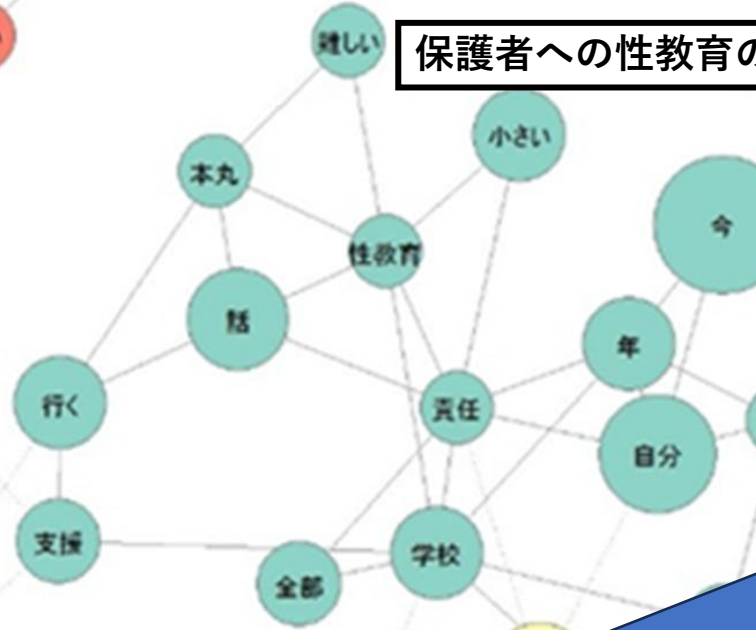 難しい
保護者への性教育の
小さい
本丸
今
性教育
話
年
行く
責任
自分
支援
学校
全部